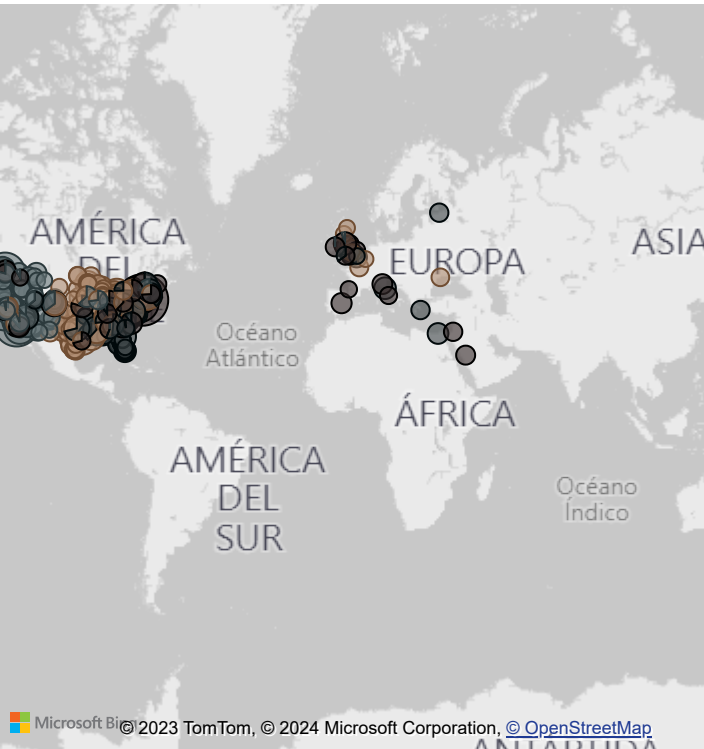 AMÉRICA
DEL
EUROPA
ASIA
Océano
Atlántico
ÁFRICA
AMÉRICA
DEL
SUR
Océano
Índico
Microsoft Bing
© 2023 TomTom, © 2024 Microsoft Corporation, © OpenStreetMap